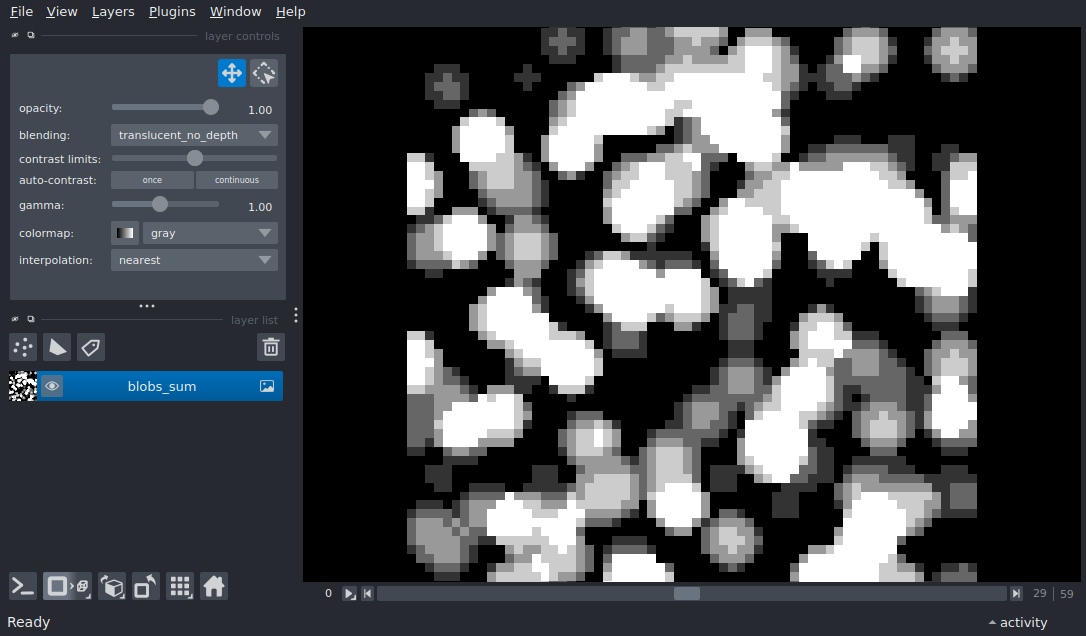 File View Layers Plugins Window Help
layer controls
opacity: 1.00
blending: translucent_no_depth
contrast limits:
auto-contrast: once continuous
gamma: 1.00
colormap: gray
interpolation: nearest
layer list
blobs_sum
0 29 59
Ready activity